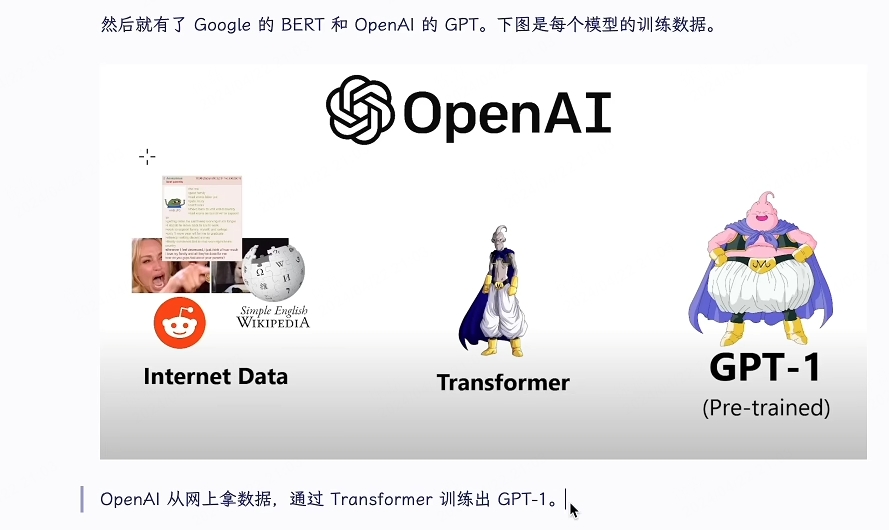 然后就有了 Google 的 BERT 和 OpenAI 的 GPT。下图是每个模型的训练数据。
OpenAI
Simple English
WIKIPEDIA
Internet Data
Transformer
GPT-1
(Pre-trained)
OpenAI 从网上拿数据，通过 Transformer 训练出 GPT-1。